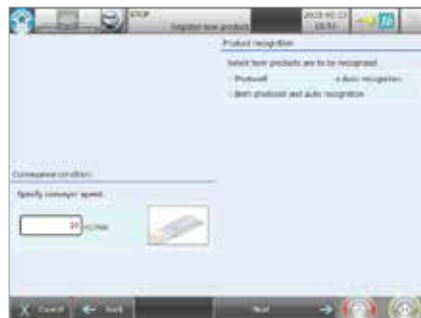 STOP
Register new product
Product recognition
Select how products are to be recognized
Photocell
Auto recognition
Both photocell and auto recognition
Conveyance condition
Specify conveyor speed.
m/min
Cancel
Back
Next